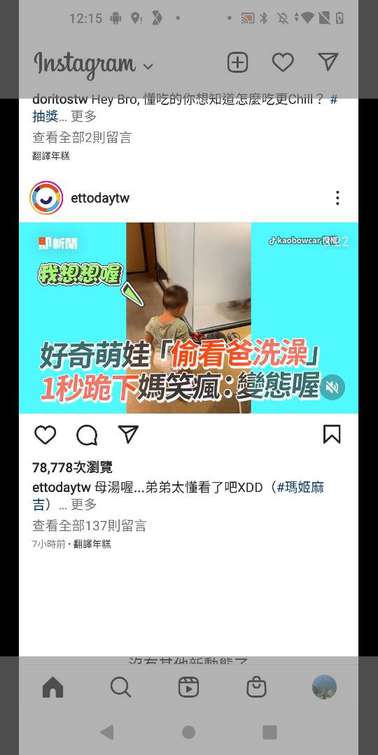 12:15
Instagram
doritostw Hey Bro, 懂吃的你想知道怎麼吃更Chill？ #
抽獎... 更多
查看全部2則留言
翻譯年糕
ettodaytw
新聞
kaobowcar
我想想喔
好奇萌娃「偷看爸洗澡」
1秒跪下媽笑瘋：變態喔
78,778次瀏覽
ettodaytw 母湯喔...弟弟太懂看了吧XDD（#瑪姬麻
吉）... 更多
查看全部137則留言
7小時前・翻譯年糕
沒有其他新動態了